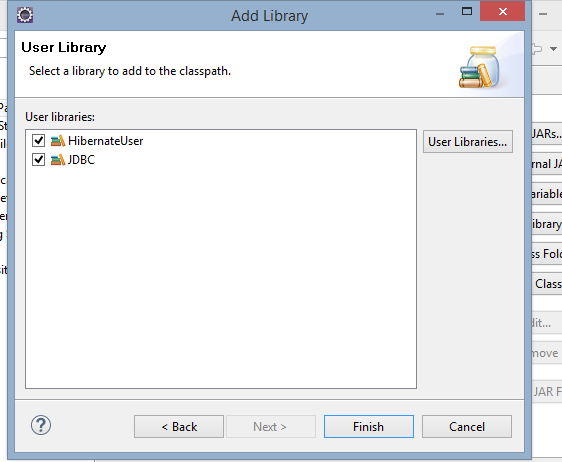 Add Library
User Library
Select a library to add to the classpath.
User libraries:
HibernateUser
JDBC
User Libraries...
?
< Back
Next >
Finish
Cancel
JARs...
rnal JA
ariable
ibrary
ss Fold
Class
dit...
move
JAR F